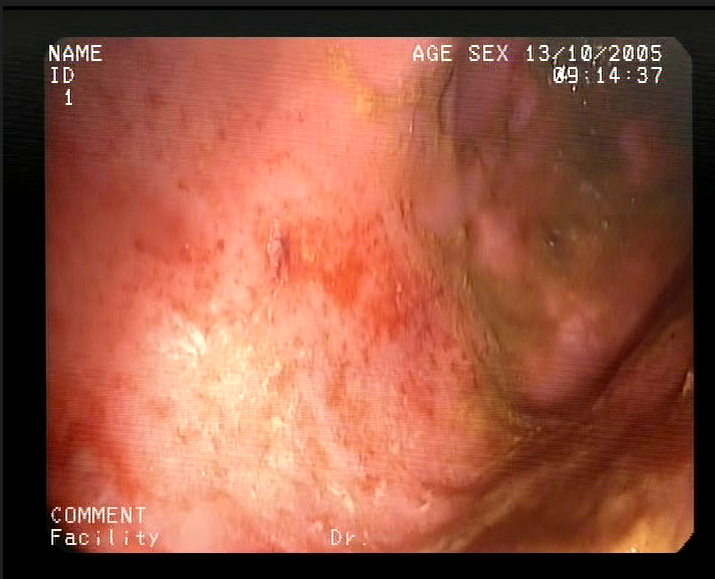 NAME
AGE SEX 13/10/2005
ID
09:14:37
1
COMMENT
Facility
Dr.